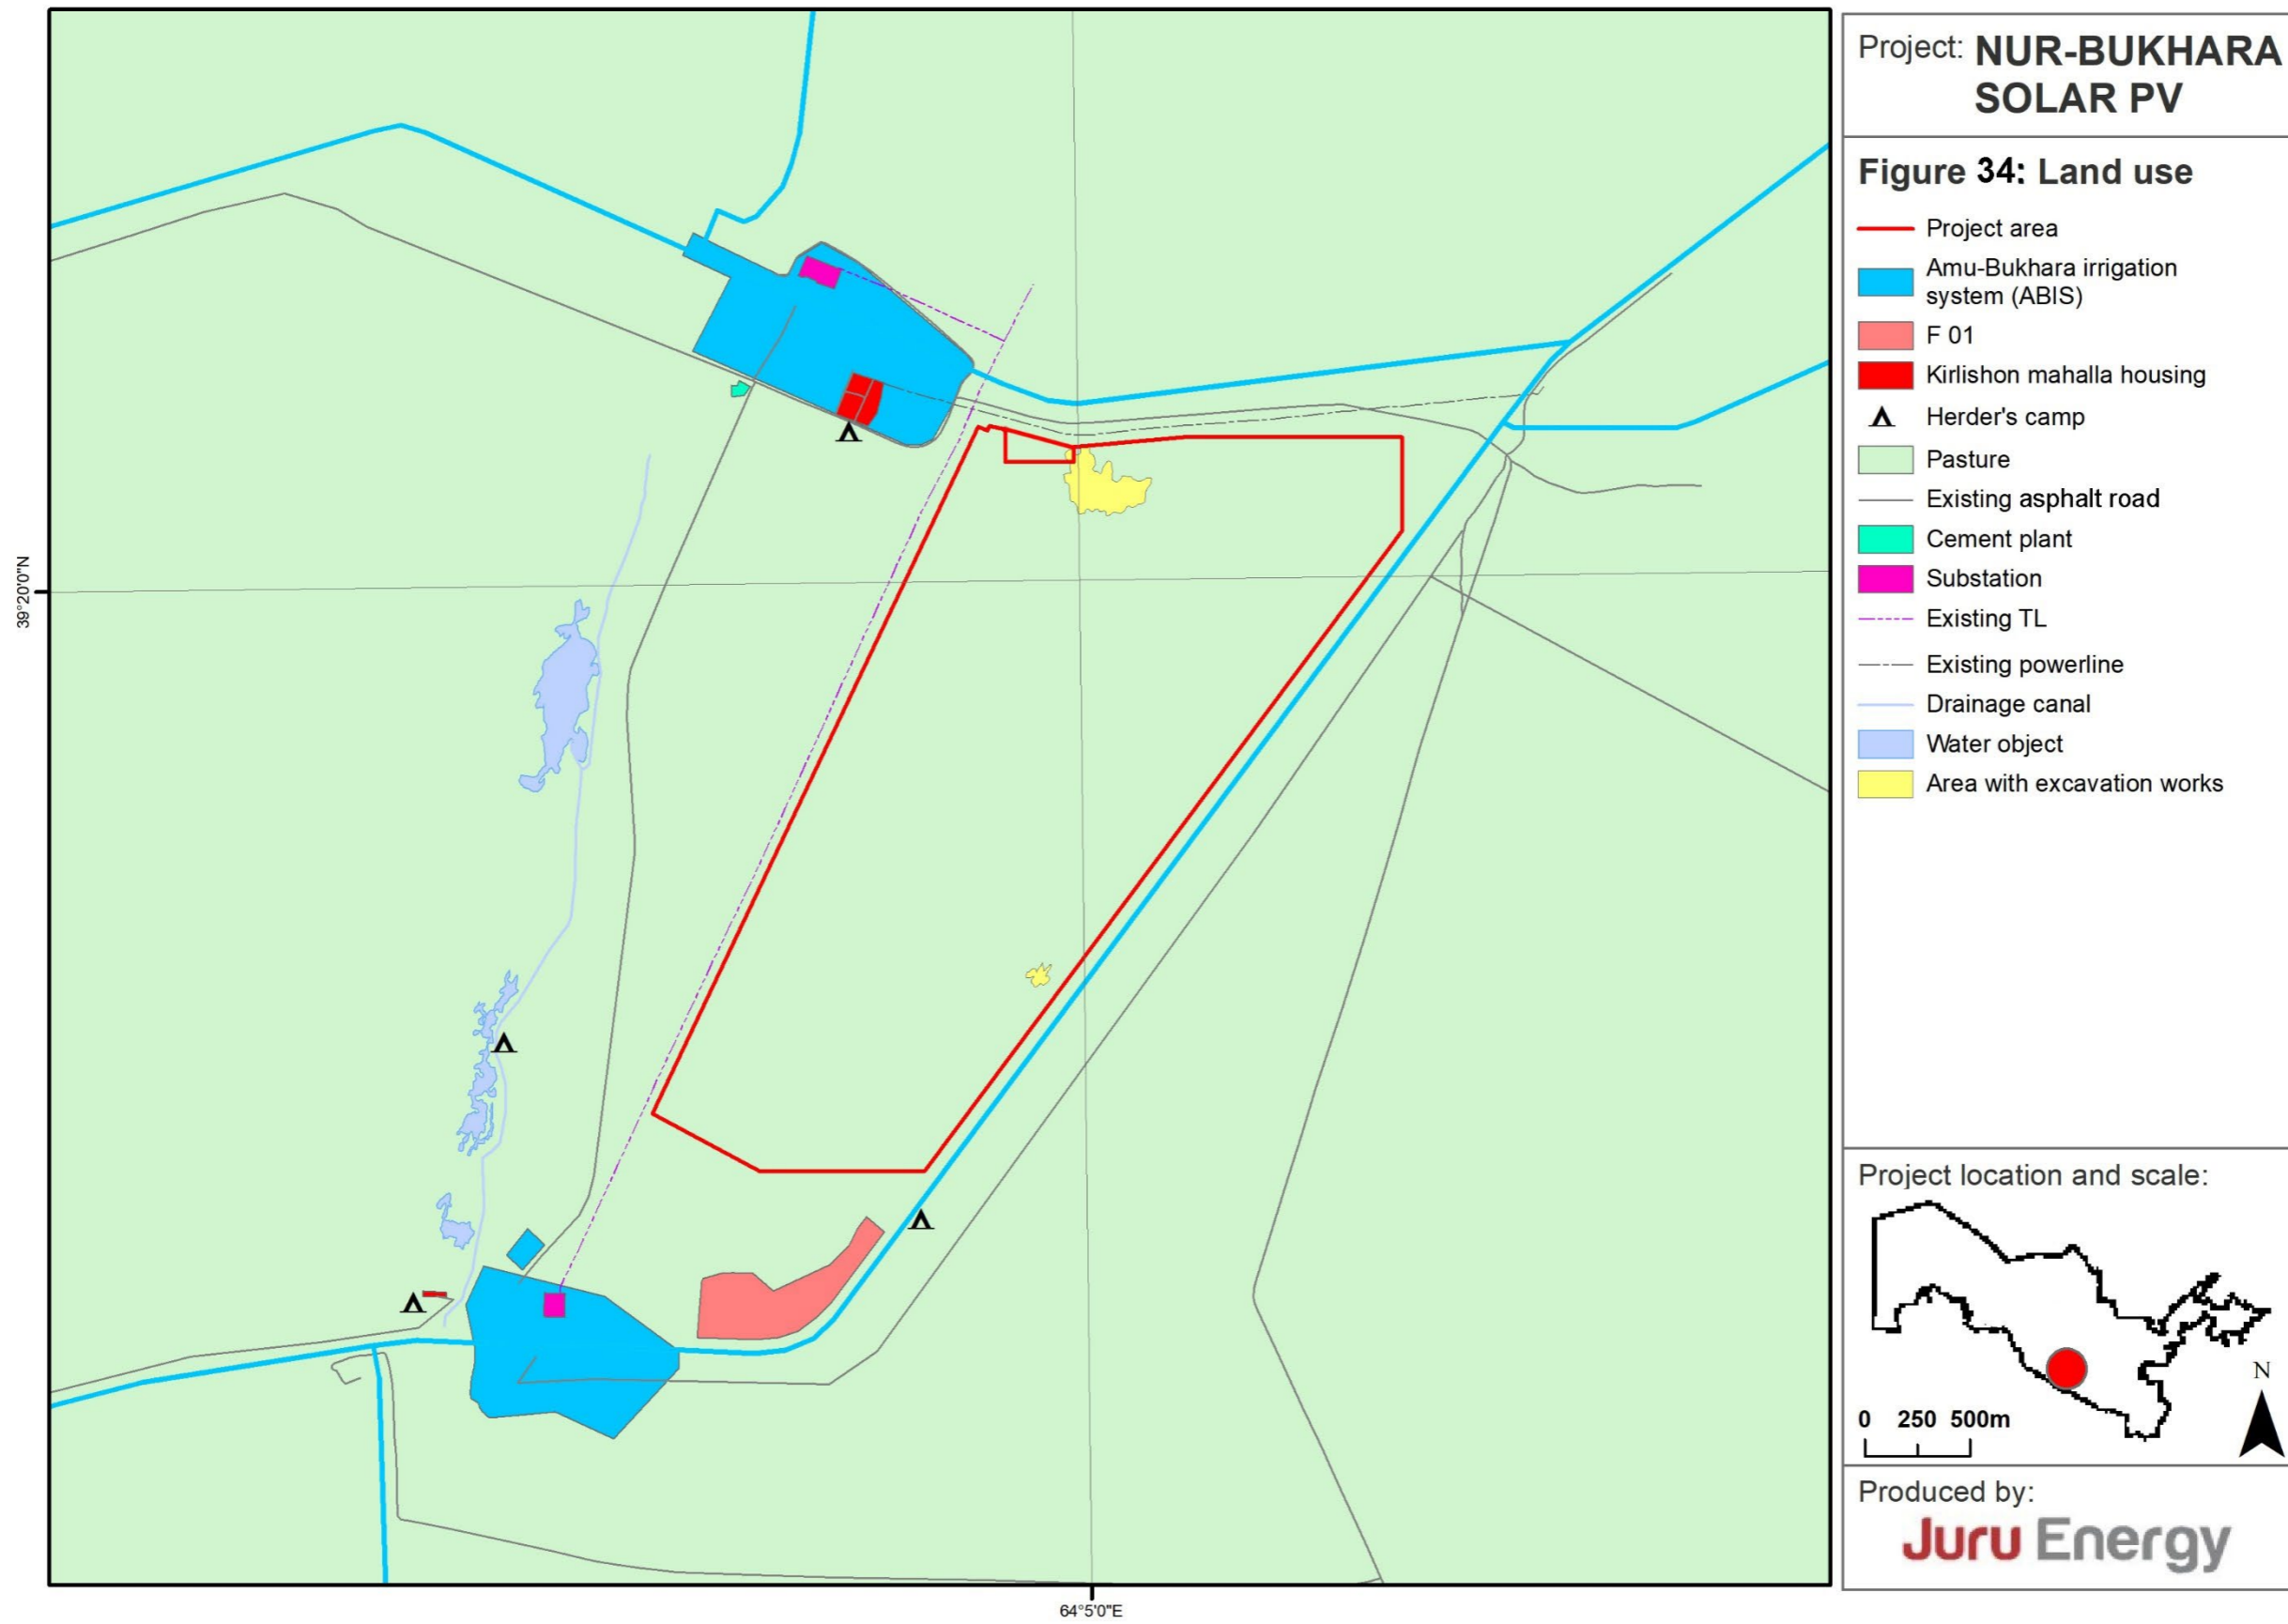 Project: NUR-BUKHARA
SOLAR PV
Figure 34: Land use
Project area
Amu-Bukhara irrigation
system (ABIS)
F 01
Kirlishon mahalla housing
Herder's camp
Pasture
Existing asphalt road
Cement plant
Substation
Existing TL
Existing powerline
Drainage canal
Water object
Area with excavation works
39°20'0"N
64°5'0"E
Project location and scale:
N
0 250 500m
Produced by:
Juru Energy